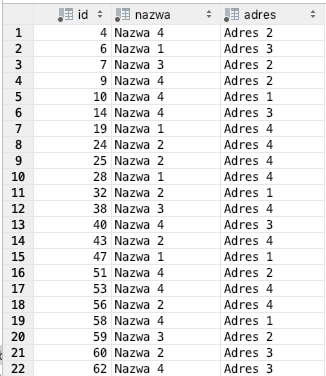 id nazwa adres
1 4 Nazwa 4 Adres 2
2 6 Nazwa 1 Adres 3
3 7 Nazwa 3 Adres 2
4 9 Nazwa 4 Adres 2
5 10 Nazwa 4 Adres 1
6 14 Nazwa 4 Adres 3
7 19 Nazwa 1 Adres 4
8 24 Nazwa 2 Adres 4
9 25 Nazwa 2 Adres 4
10 28 Nazwa 1 Adres 4
11 32 Nazwa 2 Adres 1
12 38 Nazwa 3 Adres 4
13 40 Nazwa 4 Adres 3
14 43 Nazwa 2 Adres 4
15 47 Nazwa 1 Adres 1
16 51 Nazwa 4 Adres 2
17 53 Nazwa 4 Adres 4
18 56 Nazwa 2 Adres 4
19 58 Nazwa 4 Adres 1
20 59 Nazwa 3 Adres 2
21 60 Nazwa 2 Adres 3
22 62 Nazwa 4 Adres 3